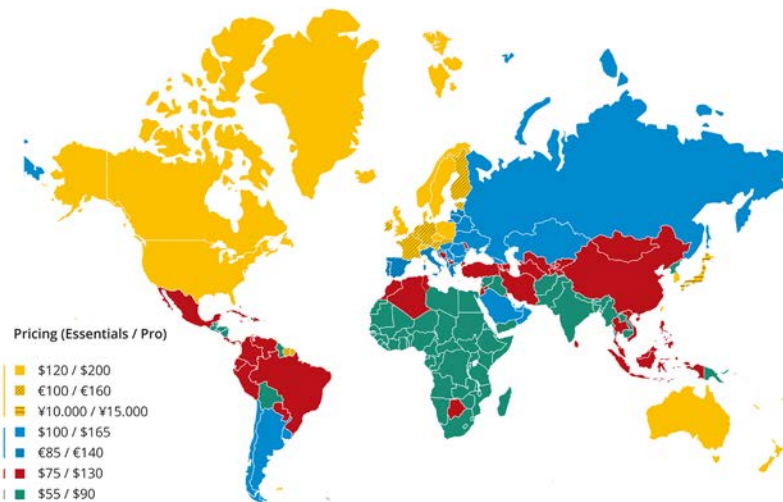 Pricing (Essentials / Pro)
$120 / $200
€100 / €160
¥10.000 / ¥15.000
$100 / $165
€85 / €140
$75 / $130
$55 / $90